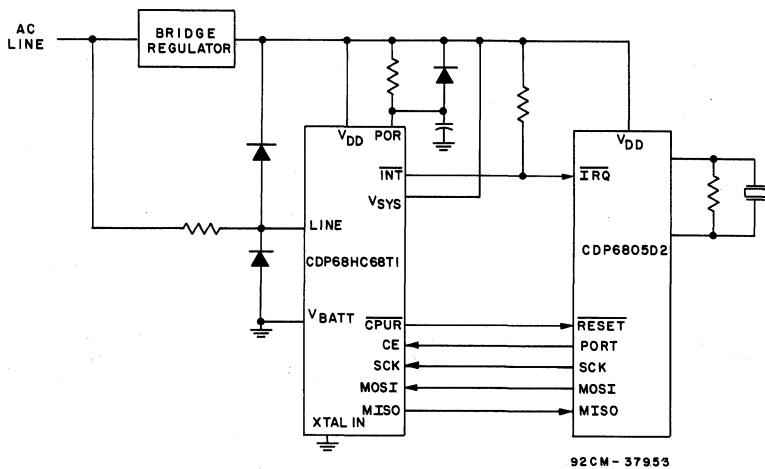 AC
LINE
BRIDGE
REGULATOR
VDD
POR
INT
VSYS
LINE
CDP68HC68T1
VBATT
CPUR
CE
SCK
MOSI
MISO
XTAL IN
VDD
IRQ
CDP6805D2
RESET
PORT
SCK
MOSI
MISO
92CM-37953